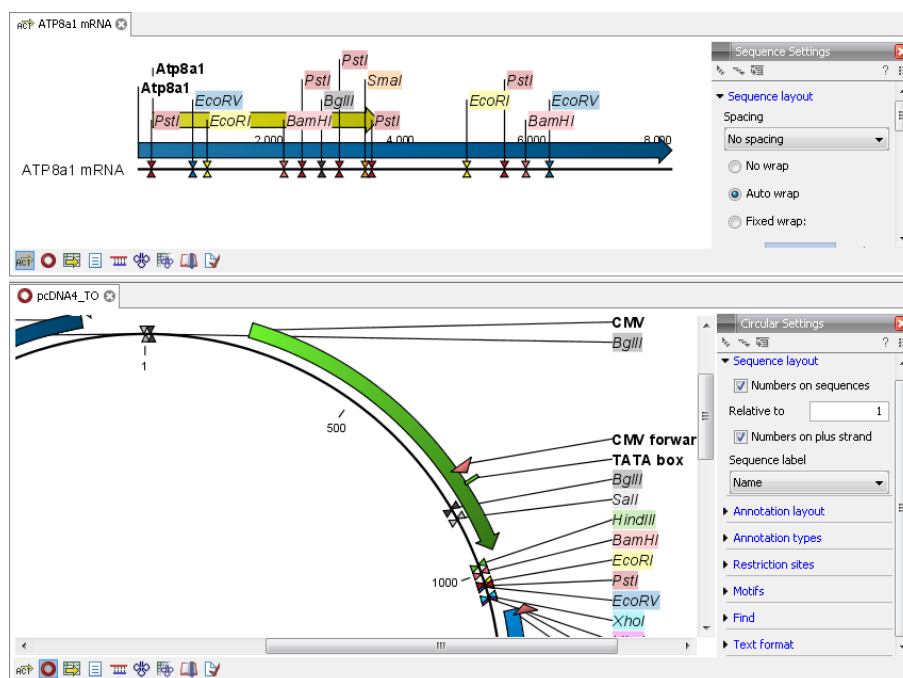 ATP8a1 mRNA
Sequence Settings
?
Sequence layout
Spacing
No spacing
No wrap
Auto wrap
Fixed wrap:
PstI
Atp8a1
PstI
SmaI
PstI
Atp8a1
EcoRV
BglII
EcoRI
EcoRV
PstI
EcoRI
BamHI
PstI
BamHI
2.000
4.000
6.000
8.000
ATP8a1 mRNA
pcDNA4_TO
Circular Settings
?
Sequence layout
Numbers on sequences
Relative to 1
Numbers on plus strand
Sequence label
Name
Annotation layout
Annotation types
Restriction sites
Motifs
Find
Text format
CMV
BglII
1
500
CMV forwar
TATA box
BglII
SalI
HindIII
BamHI
EcoRI
1000
PstI
EcoRV
XhoI